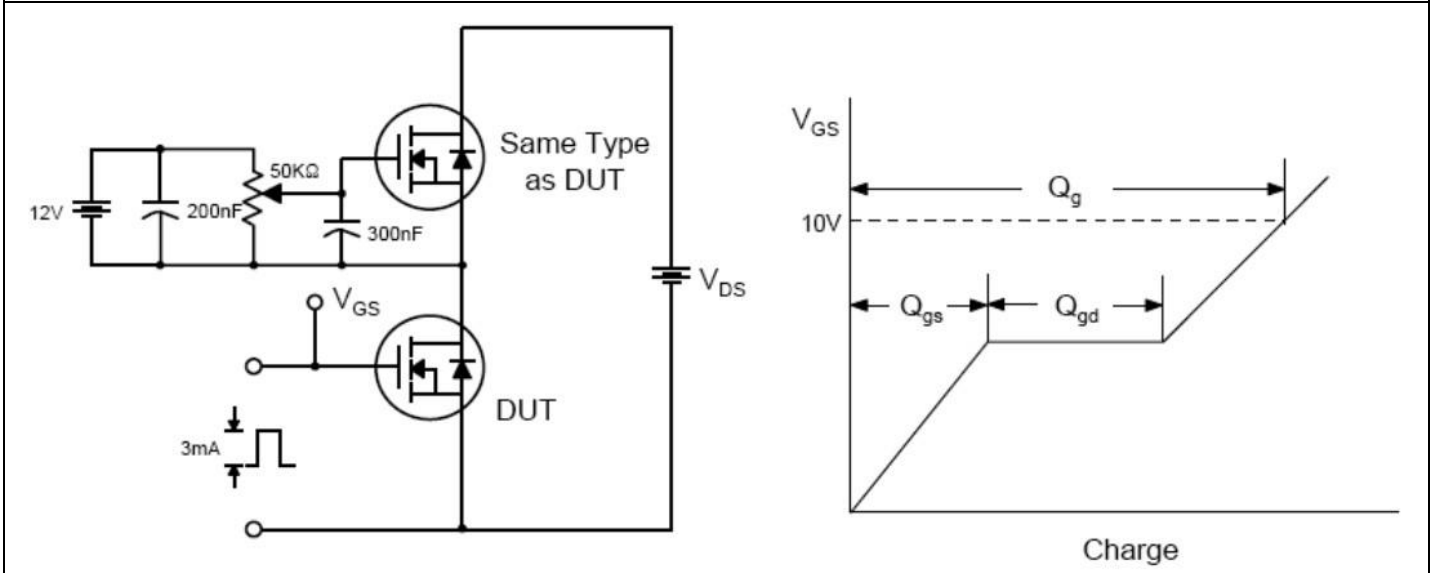 Same Type
as DUT
50KΩ
12V
200nF
300nF
V_DS
V_GS
DUT
3mA
V_GS
Q_g
10V
Q_gs
Q_gd
Charge